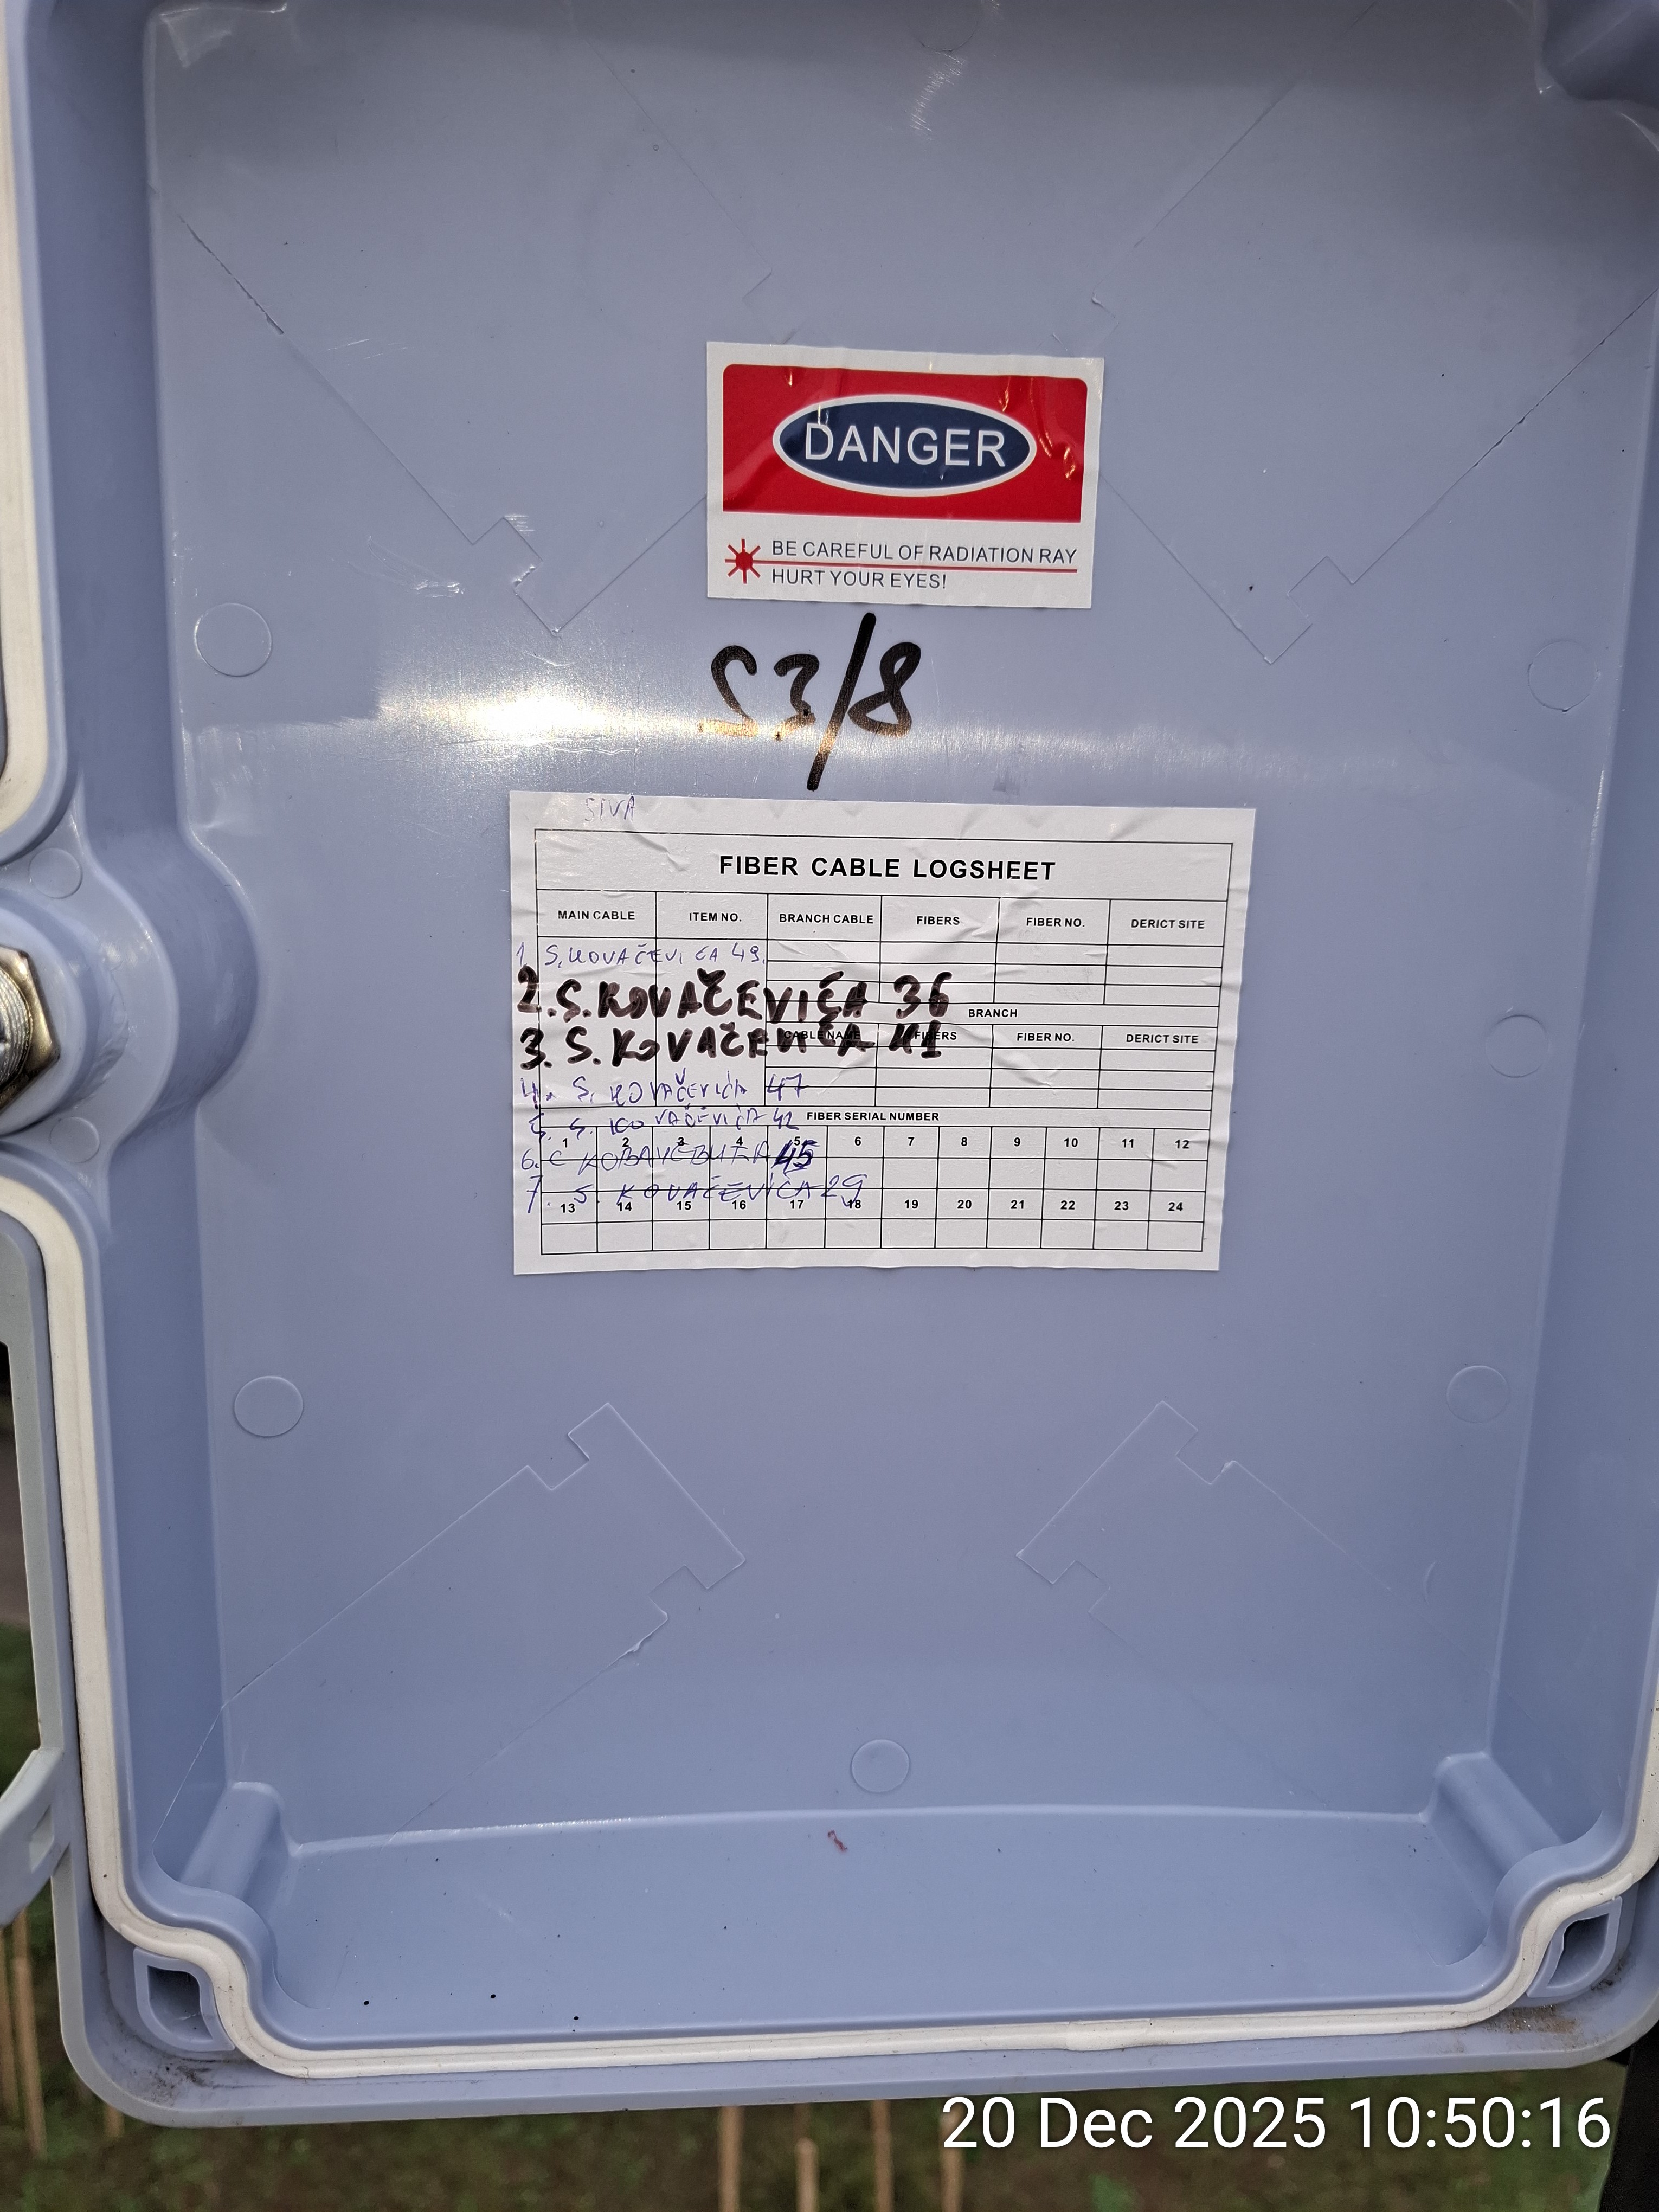 DANGER
BE CAREFUL OF RADIATION RAY
HURT YOUR EYES!
S3/8
SIVA
FIBER CABLE LOGSHEET
MAIN CABLE ITEM NO. BRANCH CABLE FIBERS FIBER NO. DERICT SITE
1 S. KOVAČEVICA 49.
2. S. KOVAČEVIĆA 36
BRANCH
3. S. KOVAČEVIĆA
CABLE NAME FIBERS FIBER NO. DERICT SITE
4. S. KOVAČEVIĆA 47
FIBER SERIAL NUMBER
5. S. KOVAČEVIĆA 42
1 2 3 4 5 6 7 8 9 10 11 12
6. С 45
7. S. KOVAČEVIĆA 29
13 14 15 16 17 18 19 20 21 22 23 24
20 Dec 2025 10:50:16